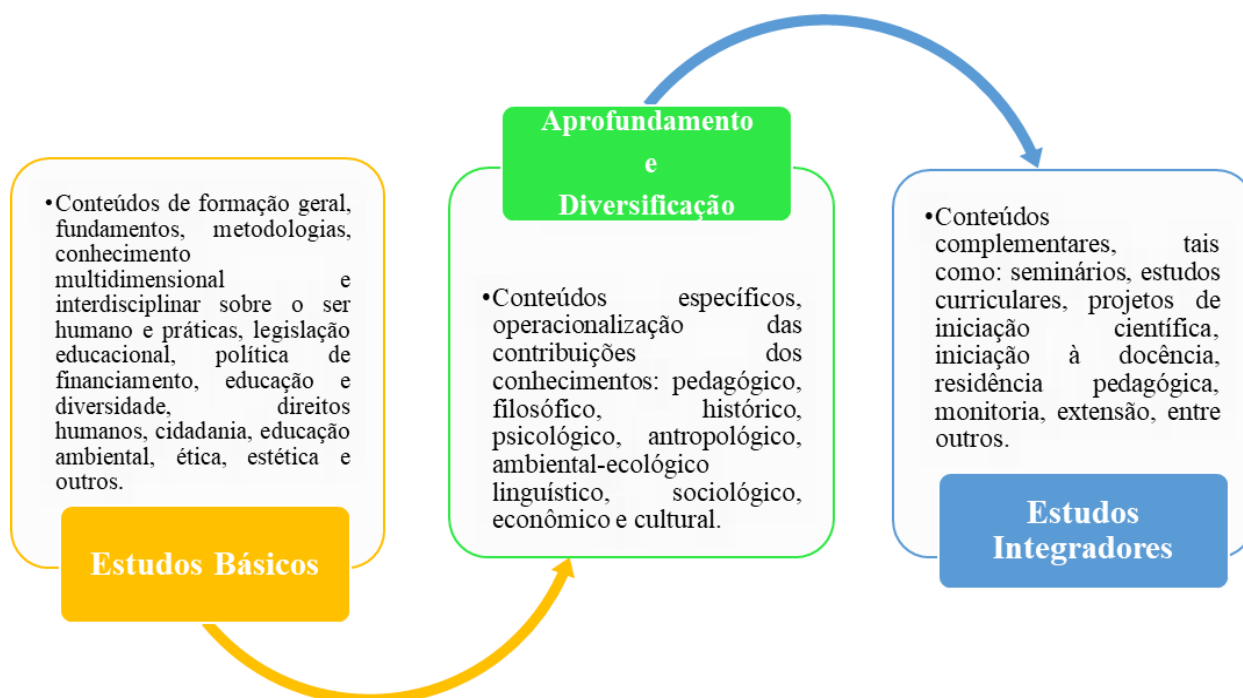 •Conteúdos de formação geral,
fundamentos, metodologias,
conhecimento
multidimensional e
interdisciplinar sobre o ser
humano e práticas, legislação
educacional, política de
financiamento, educação e
diversidade, direitos
humanos, cidadania, educação
ambiental, ética, estética e
outros.
Estudos Básicos
Aprofundamento
e
Diversificação
•Conteúdos específicos,
operacionalização das
contribuições dos
conhecimentos: pedagógico,
filosófico, histórico,
psicológico, antropológico,
ambiental-ecológico
linguístico, sociológico,
econômico e cultural.
•Conteúdos
complementares, tais
como: seminários, estudos
curriculares, projetos de
iniciação científica,
iniciação à docência,
residência pedagógica,
monitoria, extensão, entre
outros.
Estudos
Integradores